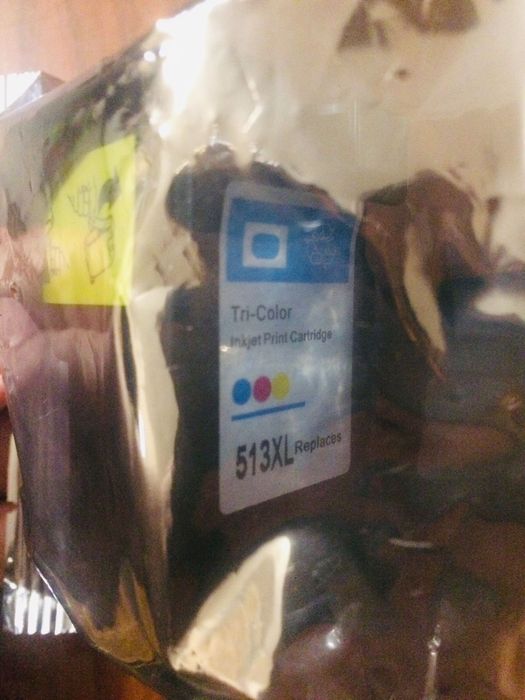 Tri-Color
Inkjet Print Cartridge
513XL Replaces